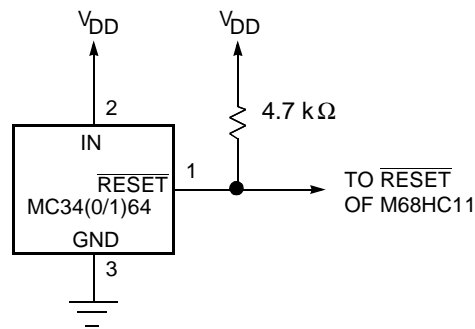 VDD
VDD
2
4.7 kΩ
IN
1
RESET
TO RESET
MC34(0/1)64
OF M68HC11
GND
3